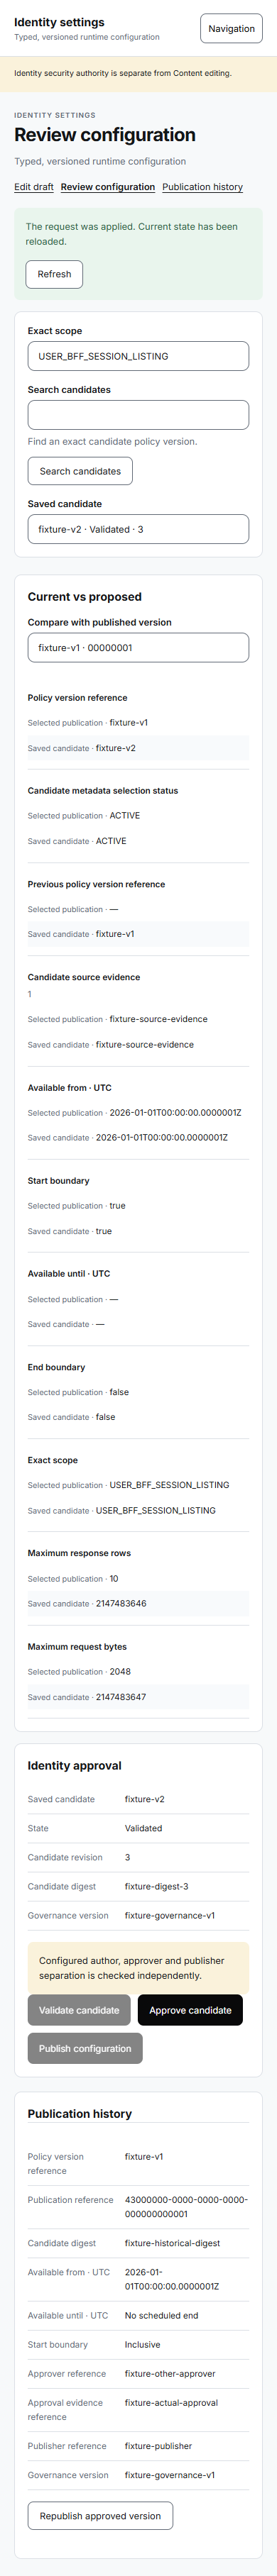 Identity settings
Typed, versioned runtime configuration
Navigation
Identity security authority is separate from Content editing.
IDENTITY SETTINGS
Review configuration
Typed, versioned runtime configuration
Edit draft Review configuration Publication history
The request was applied. Current state has been
reloaded.
Refresh
Exact scope
USER_BFF_SESSION_LISTING
Search candidates
Find an exact candidate policy version.
Search candidates
Saved candidate
fixture-v2 · Validated · 3
Current vs proposed
Compare with published version
fixture-v1 · 00000001
Policy version reference
Selected publication · fixture-v1
Saved candidate · fixture-v2
Candidate metadata selection status
Selected publication · ACTIVE
Saved candidate · ACTIVE
Previous policy version reference
Selected publication · —
Saved candidate · fixture-v1
Candidate source evidence
1
Selected publication · fixture-source-evidence
Saved candidate · fixture-source-evidence
Available from · UTC
Selected publication · 2026-01-01T00:00:00.0000001Z
Saved candidate · 2026-01-01T00:00:00.0000001Z
Start boundary
Selected publication · true
Saved candidate · true
Available until · UTC
Selected publication · —
Saved candidate · —
End boundary
Selected publication · false
Saved candidate · false
Exact scope
Selected publication · USER_BFF_SESSION_LISTING
Saved candidate · USER_BFF_SESSION_LISTING
Maximum response rows
Selected publication · 10
Saved candidate · 2147483646
Maximum request bytes
Selected publication · 2048
Saved candidate · 2147483647
Identity approval
Saved candidate fixture-v2
State Validated
Candidate revision 3
Candidate digest fixture-digest-3
Governance version fixture-governance-v1
Configured author, approver and publisher
separation is checked independently.
Validate candidate Approve candidate
Publish configuration
Publication history
Policy version
reference
fixture-v1
Publication reference
43000000-0000-0000-0000-
000000000001
Candidate digest fixture-historical-digest
Available from · UTC
2026-01-
01T00:00:00.0000001Z
Available until · UTC No scheduled end
Start boundary Inclusive
Approver reference fixture-other-approver
Approval evidence
reference
fixture-actual-approval
Publisher reference fixture-publisher
Governance version fixture-governance-v1
Republish approved version